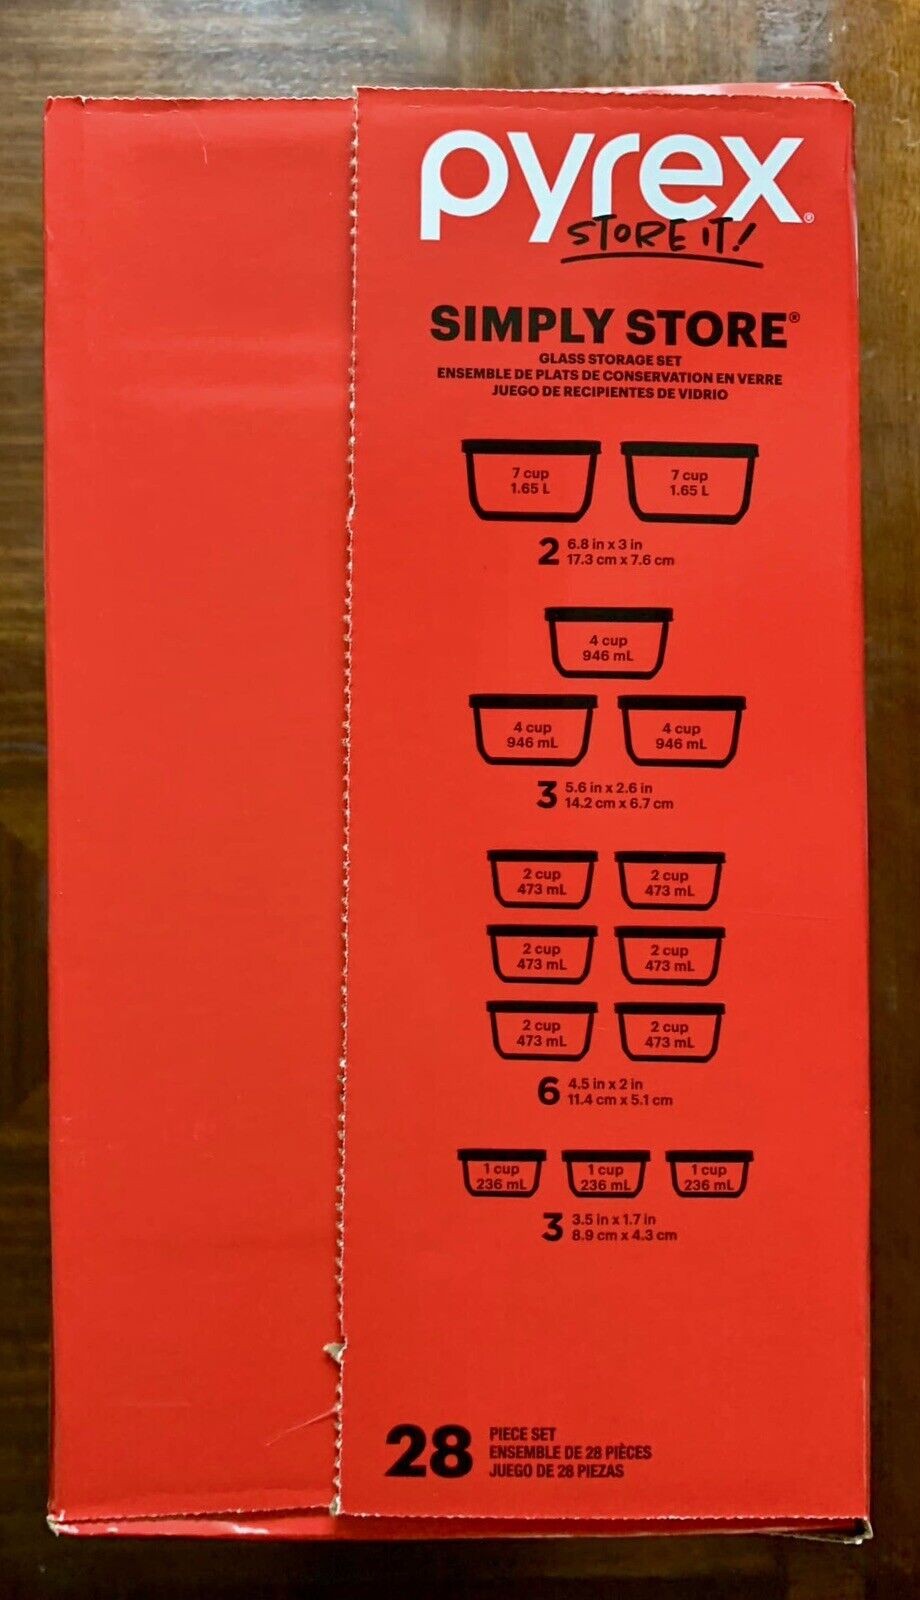 pyrex®
STORE IT!
SIMPLY STORE®
GLASS STORAGE SET
ENSEMBLE DE PLATS DE CONSERVATION EN VERRE
JUEGO DE RECIPIENTES DE VIDRIO
7 cup 7 cup
1.65 L 1.65 L
2 6.8 in x 3 in
17.3 cm x 7.6 cm
4 cup
946 mL
4 cup 4 cup
946 mL 946 mL
3 5.6 in x 2.6 in
14.2 cm x 6.7 cm
2 cup 2 cup
473 mL 473 mL
2 cup 2 cup
473 mL 473 mL
2 cup 2 cup
473 mL 473 mL
6 4.5 in x 2 in
11.4 cm x 5.1 cm
1 cup 1 cup 1 cup
236 mL 236 mL 236 mL
3 3.5 in x 1.7 in
8.9 cm x 4.3 cm
28 PIECE SET
ENSEMBLE DE 28 PIÈCES
JUEGO DE 28 PIEZAS